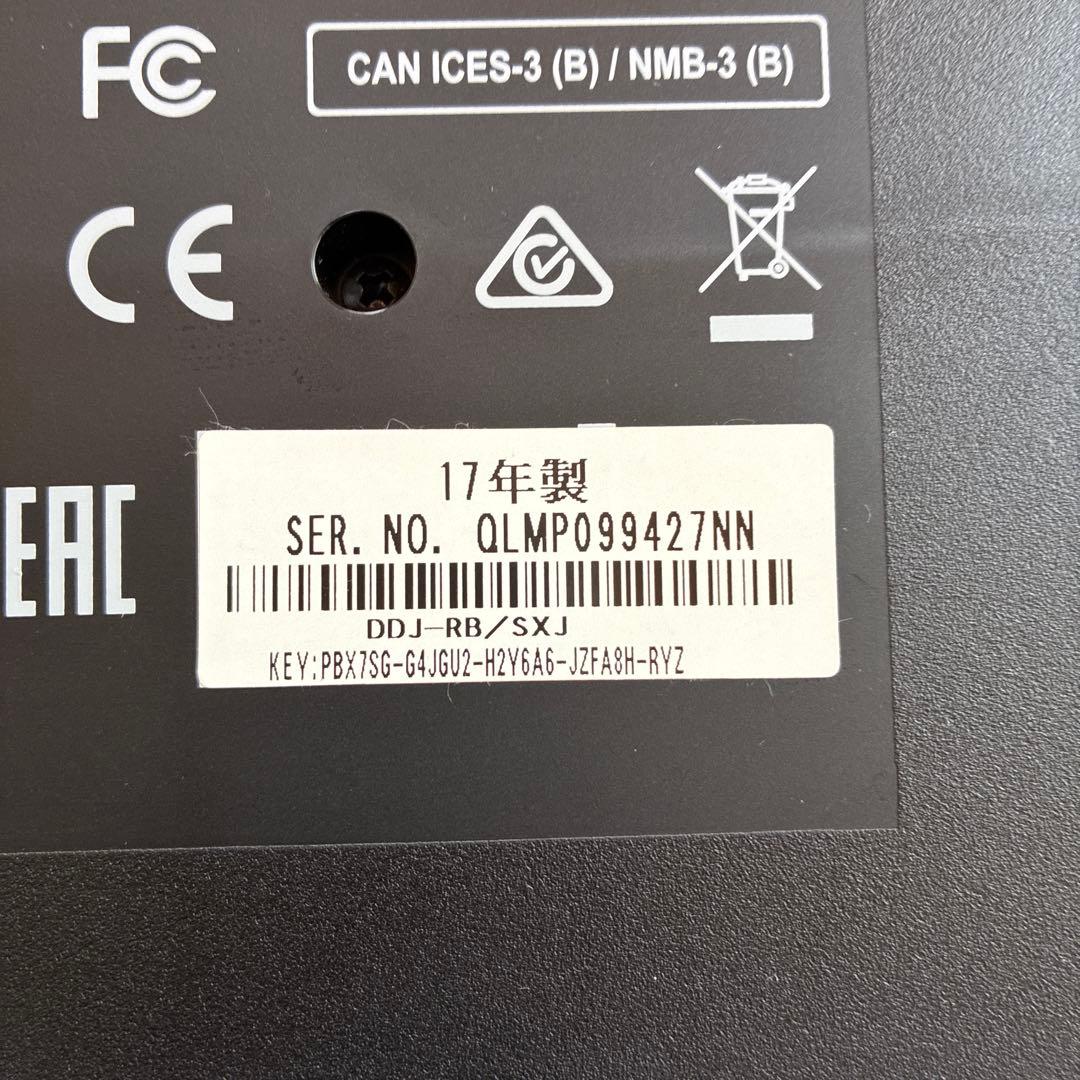 FC
CAN ICES-3 (B) / NMB-3 (B)
CE
EAC
17年製
SER. NO. QLMP099427NN
DDJ-RB/SXJ
KEY:PBX7SG-G4JGU2-H2Y6A6-JZFA8H-RYZ